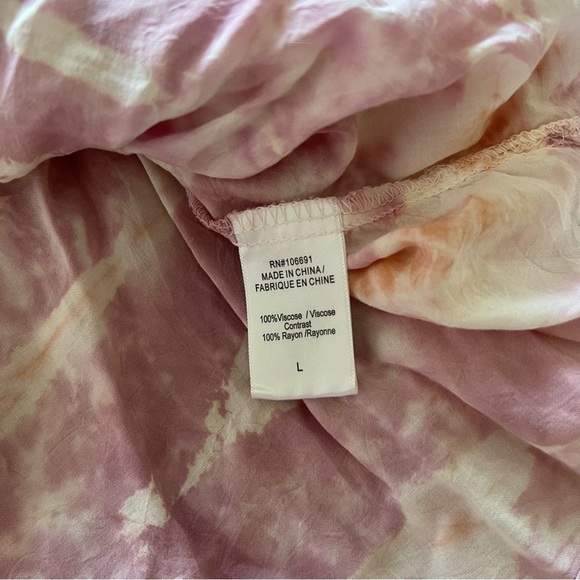 RN#106691
MADE IN CHINA/
FABRIQUE EN CHINE
100%Viscose / Viscose
Contrast
100% Rayon /Rayonne
L